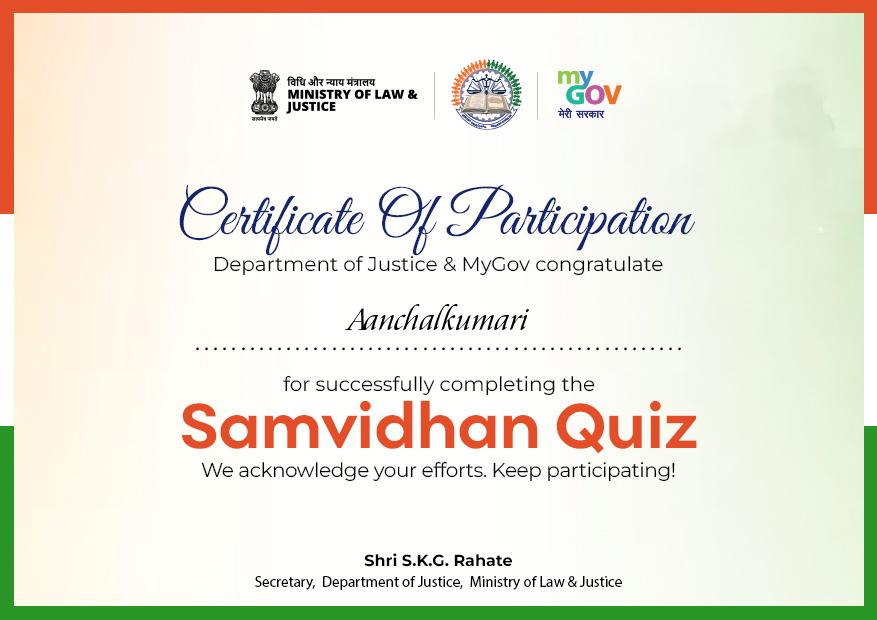 विधि और न्याय मंत्रालय
MINISTRY OF LAW &
JUSTICE
सत्यमेव जयते
my
GOV
मेरी सरकार
Certificate Of Participation
Department of Justice & MyGov congratulate
Aanchalkumari
for successfully completing the
Samvidhan Quiz
We acknowledge your efforts. Keep participating!
Shri S.K.G. Rahate
Secretary, Department of Justice, Ministry of Law & Justice